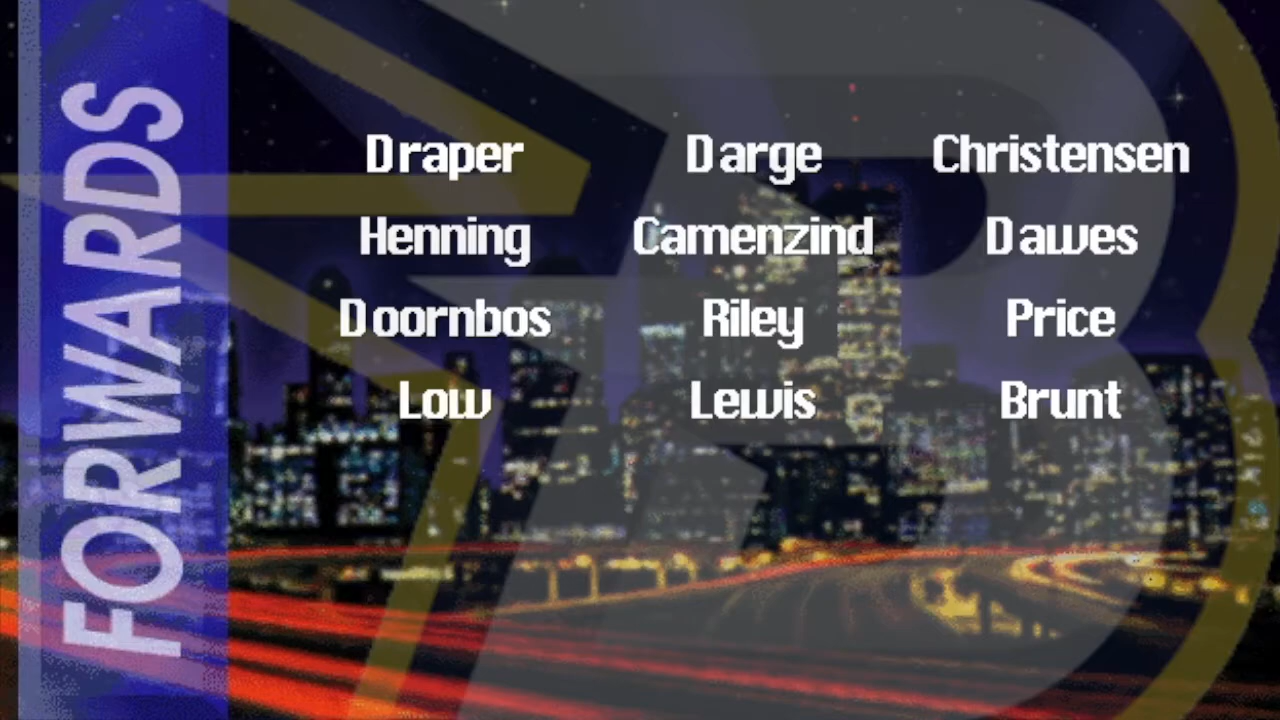 FORWARDS
Draper Darge Christensen
Henning Camenzind Dawes
Doornbos Riley Price
Low Lewis Brunt